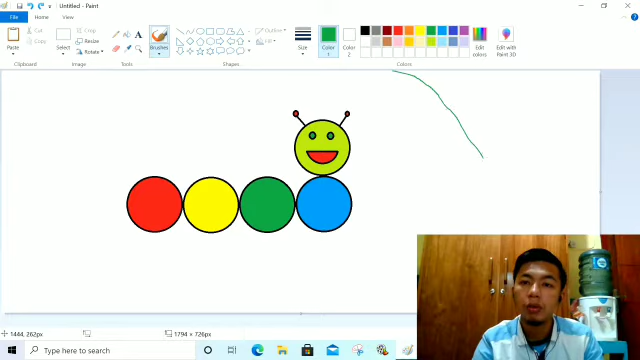 Untitled - Paint
File
Home
View
Paste
Cut
Copy
Select
Crop
Resize
Rotate
Brushes
Outline
Fill
Size
Color
1
Color
2
Edit
colors
Edit with
Paint 3D
Clipboard
Image
Tools
Shapes
Colors
1444, 262px
1794 × 726px
Type here to search